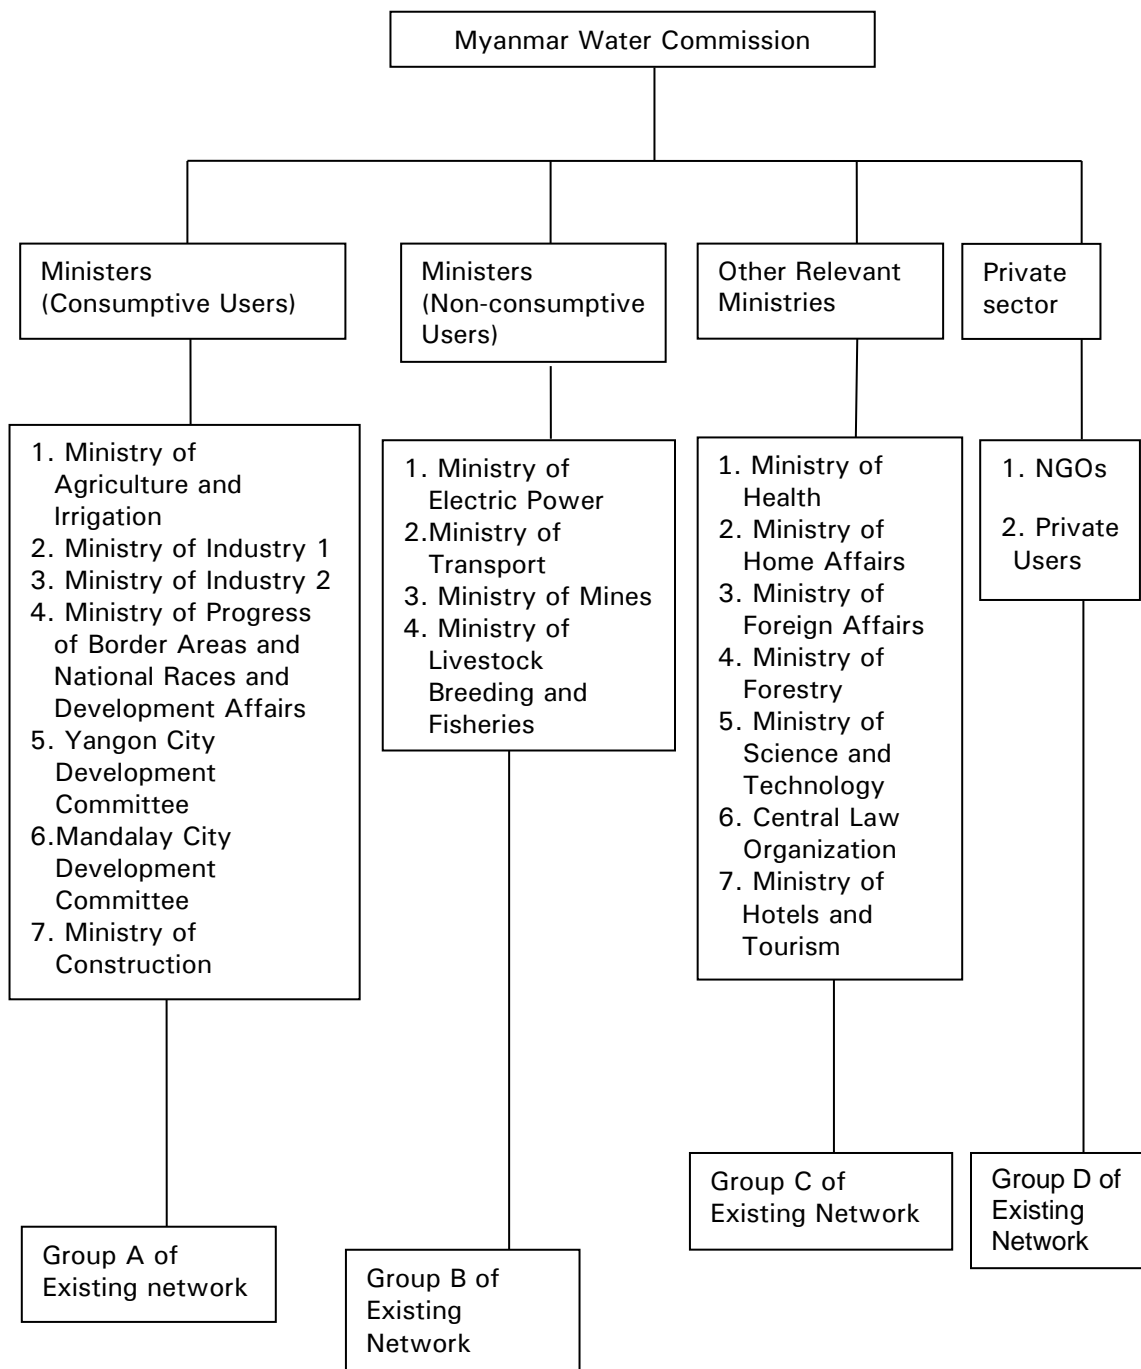 Myanmar Water Commission
Ministers
(Consumptive Users)
Ministers
(Non-consumptive
Users)
Other Relevant
Ministries
Private
sector
1. Ministry of
Agriculture and
Irrigation
2. Ministry of Industry 1
3. Ministry of Industry 2
4. Ministry of Progress
of Border Areas and
National Races and
Development Affairs
5. Yangon City
Development
Committee
6.Mandalay City
Development
Committee
7. Ministry of
Construction
1. Ministry of
Electric Power
2.Ministry of
Transport
3. Ministry of Mines
4. Ministry of
Livestock
Breeding and
Fisheries
1. Ministry of
Health
2. Ministry of
Home Affairs
3. Ministry of
Foreign Affairs
4. Ministry of
Forestry
5. Ministry of
Science and
Technology
6. Central Law
Organization
7. Ministry of
Hotels and
Tourism
1. NGOs
2. Private
Users
Group A of
Existing network
Group B of
Existing
Network
Group C of
Existing Network
Group D of
Existing
Network